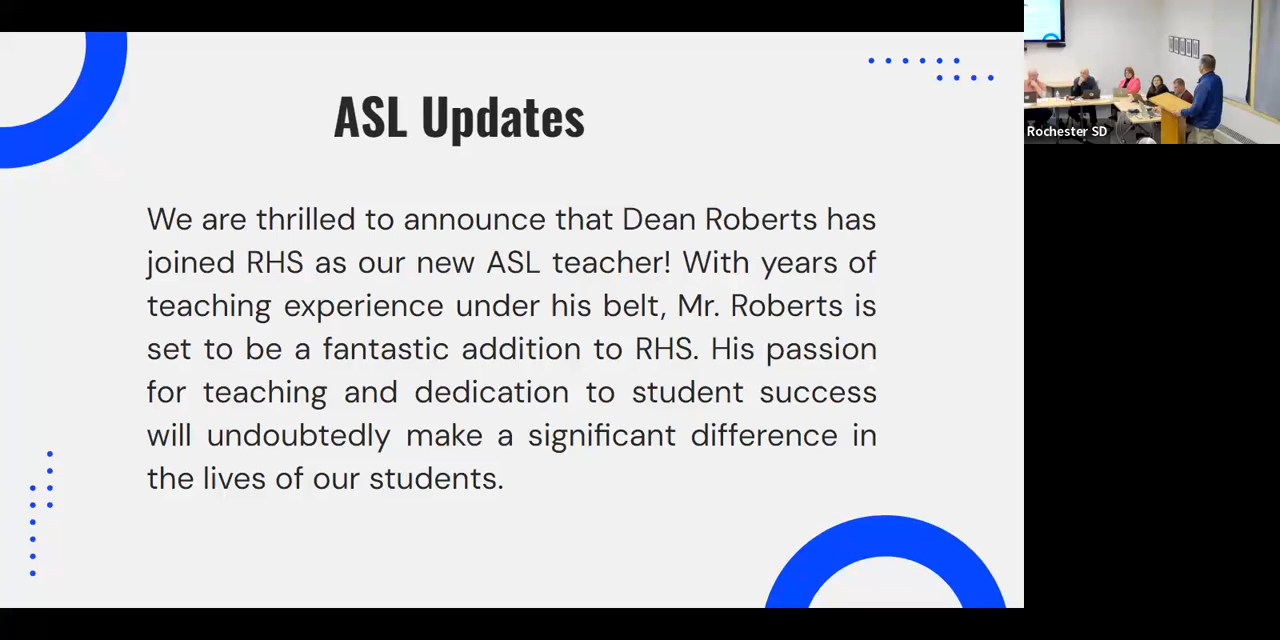 ASL Updates
We are thrilled to announce that Dean Roberts has
joined RHS as our new ASL teacher! With years of
teaching experience under his belt, Mr. Roberts is
set to be a fantastic addition to RHS. His passion
for teaching and dedication to student success
will undoubtedly make a significant difference in
the lives of our students.
Rochester SD